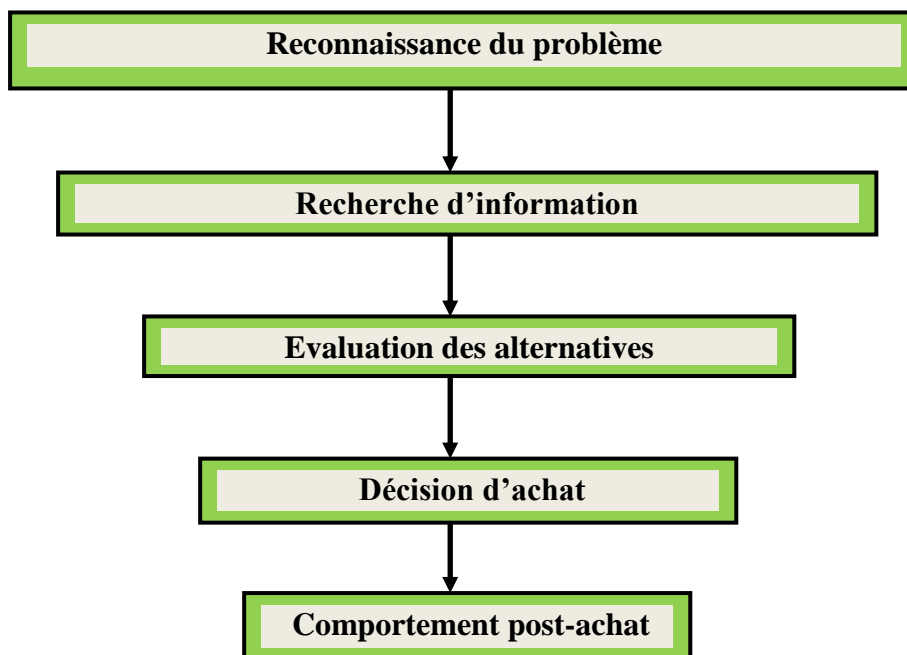 Reconnaissance du problème
Recherche d’information
Evaluation des alternatives
Décision d’achat
Comportement post-achat